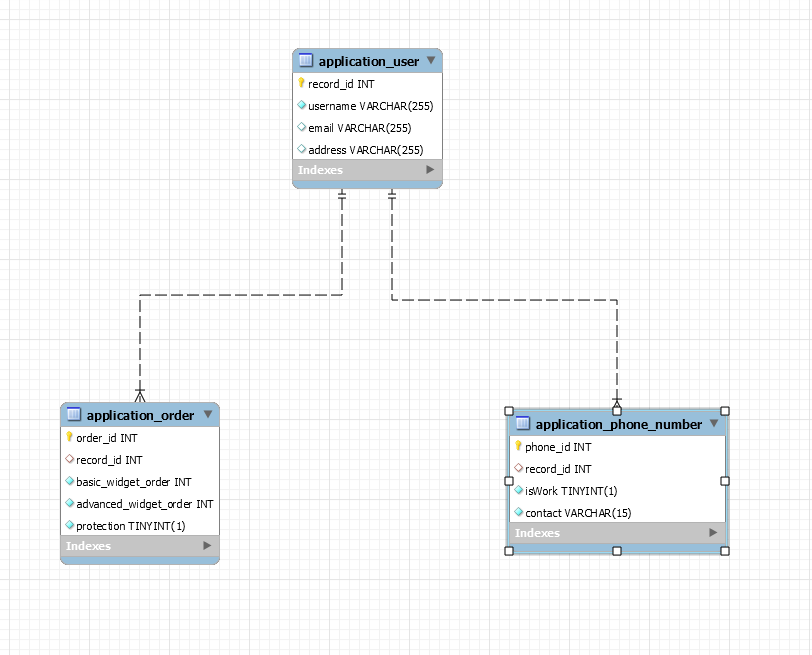 application_user
record_id INT
username VARCHAR(255)
email VARCHAR(255)
address VARCHAR(255)
Indexes
application_order
order_id INT
record_id INT
basic_widget_order INT
advanced_widget_order INT
protection TINYINT(1)
Indexes
application_phone_number
phone_id INT
record_id INT
isWork TINYINT(1)
contact VARCHAR(15)
Indexes